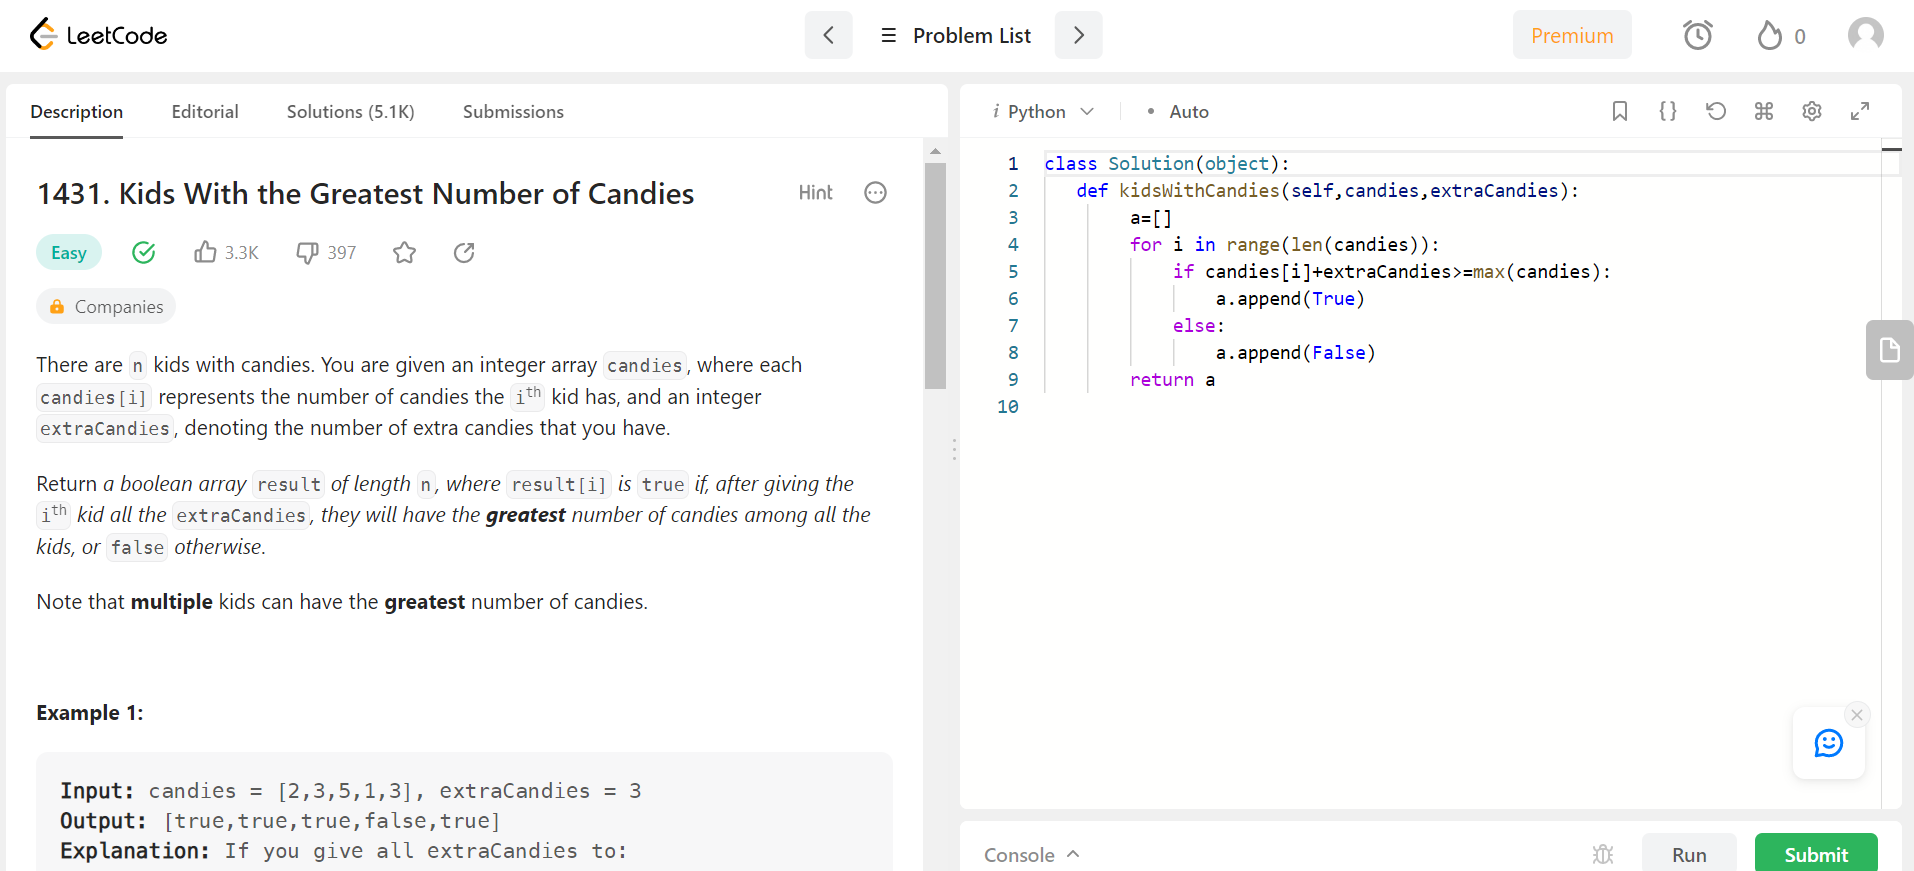 LeetCode
Problem List
Premium
0
Description Editorial Solutions (5.1K) Submissions
1431. Kids With the Greatest Number of Candies
Hint
Easy 3.3K 397
Companies
There are n kids with candies. You are given an integer array candies, where each
candies[i] represents the number of candies the ith kid has, and an integer
extraCandies, denoting the number of extra candies that you have.
Return a boolean array result of length n, where result[i] is true if, after giving the
ith kid all the extraCandies, they will have the greatest number of candies among all the
kids, or false otherwise.
Note that multiple kids can have the greatest number of candies.
Example 1:
Input: candies = [2,3,5,1,3], extraCandies = 3
Output: [true,true,true,false,true]
Explanation: If you give all extraCandies to:
i Python • Auto
1 class Solution(object):
2 def kidsWithCandies(self,candies,extraCandies):
3 a=[]
4 for i in range(len(candies)):
5 if candies[i]+extraCandies>=max(candies):
6 a.append(True)
7 else:
8 a.append(False)
9 return a
10
Console
Run
Submit